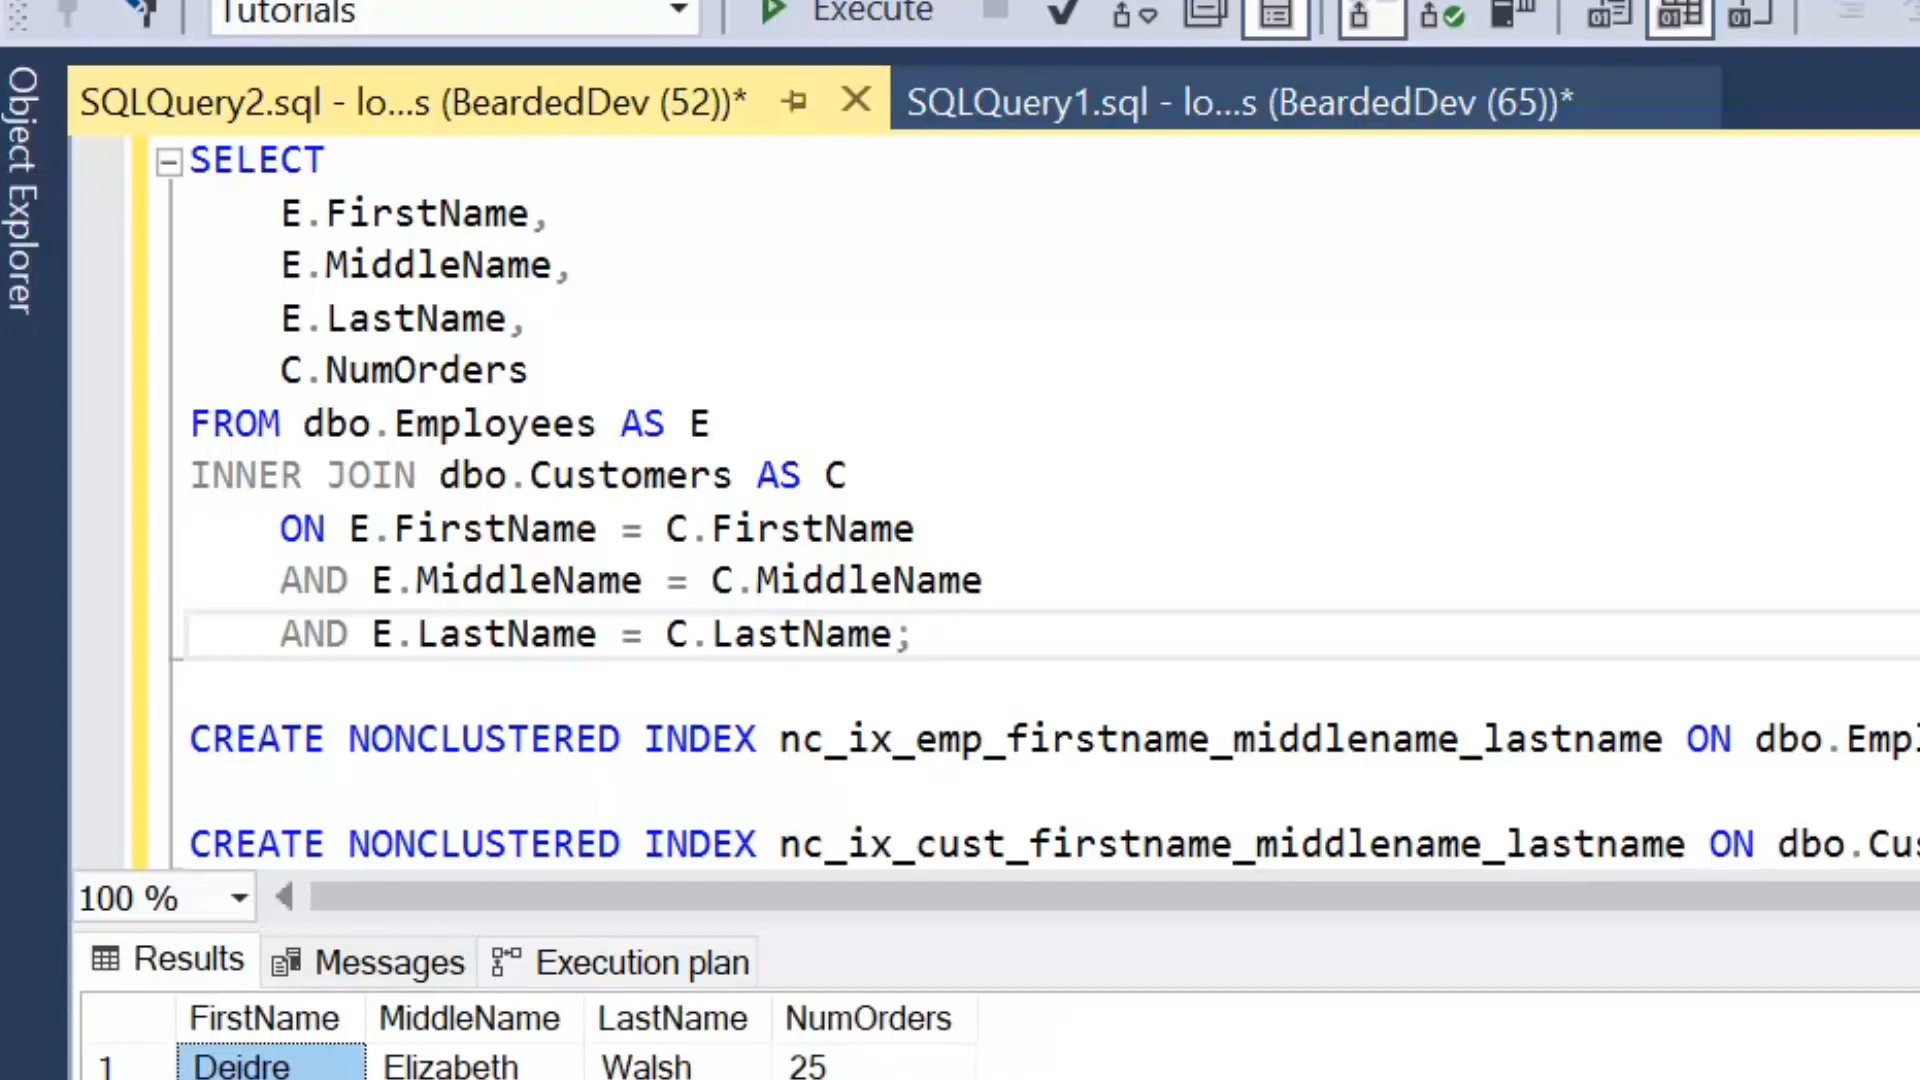 Tutorials
Execute
Object Explorer
SQLQuery2.sql - lo...s (BeardedDev (52))*
SQLQuery1.sql - lo...s (BeardedDev (65))*
SELECT
E.FirstName,
E.MiddleName,
E.LastName,
C.NumOrders
FROM dbo.Employees AS E
INNER JOIN dbo.Customers AS C
ON E.FirstName = C.FirstName
AND E.MiddleName = C.MiddleName
AND E.LastName = C.LastName;
CREATE NONCLUSTERED INDEX nc_ix_emp_firstname_middlename_lastname ON dbo.Empl
CREATE NONCLUSTERED INDEX nc_ix_cust_firstname_middlename_lastname ON dbo.Cus
100 %
Results Messages Execution plan
FirstName MiddleName LastName NumOrders
1 Deidre Elizabeth Walsh 25